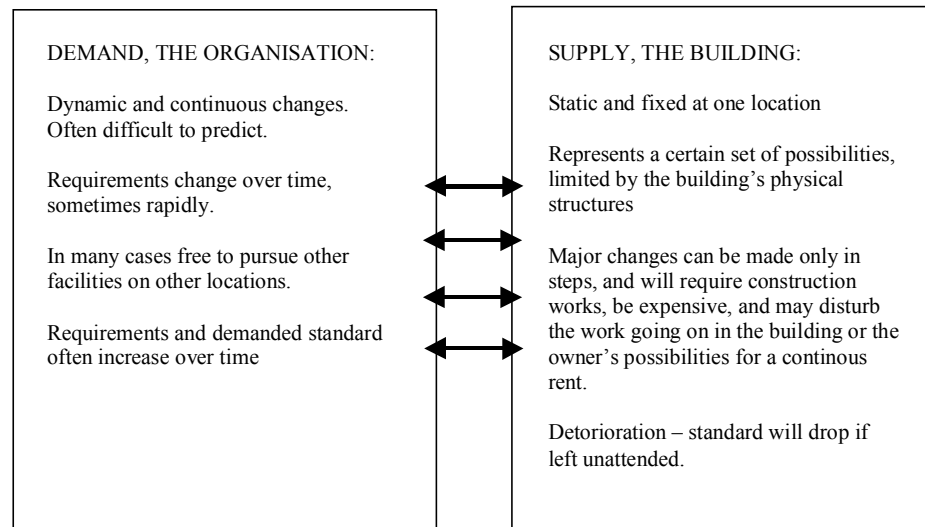 DEMAND, THE ORGANISATION:
Dynamic and continuous changes.
Often difficult to predict.
Requirements change over time,
sometimes rapidly.
In many cases free to pursue other
facilities on other locations.
Requirements and demanded standard
often increase over time
SUPPLY, THE BUILDING:
Static and fixed at one location
Represents a certain set of possibilities,
limited by the building’s physical
structures
Major changes can be made only in
steps, and will require construction
works, be expensive, and may disturb
the work going on in the building or the
owner’s possibilities for a continous
rent.
Detorioration – standard will drop if
left unattended.